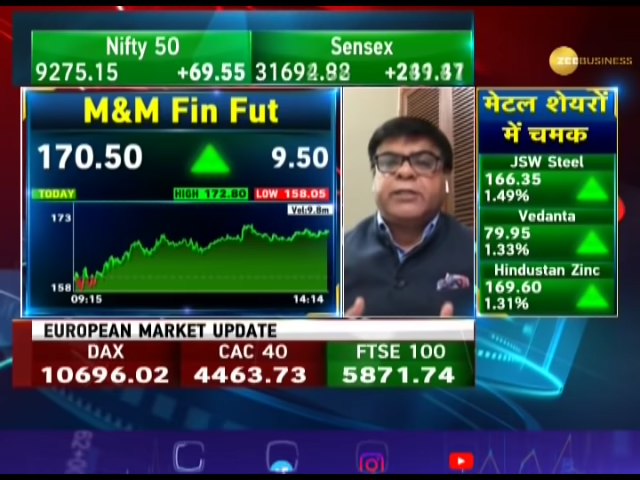 Nifty 50
9275.15 +69.55
Sensex
ZEE BUSINESS
M&M Fin Fut
170.50 9.50
TODAY HIGH 172.80 LOW 158.05
Vol:9.8m
173
158
09:15 14:14
मेटल शेयरों
में चमक
JSW Steel
166.35
1.49%
Vedanta
79.95
1.33%
Hindustan Zinc
169.60
1.31%
EUROPEAN MARKET UPDATE
DAX
10696.02
CAC 40
4463.73
FTSE 100
5871.74